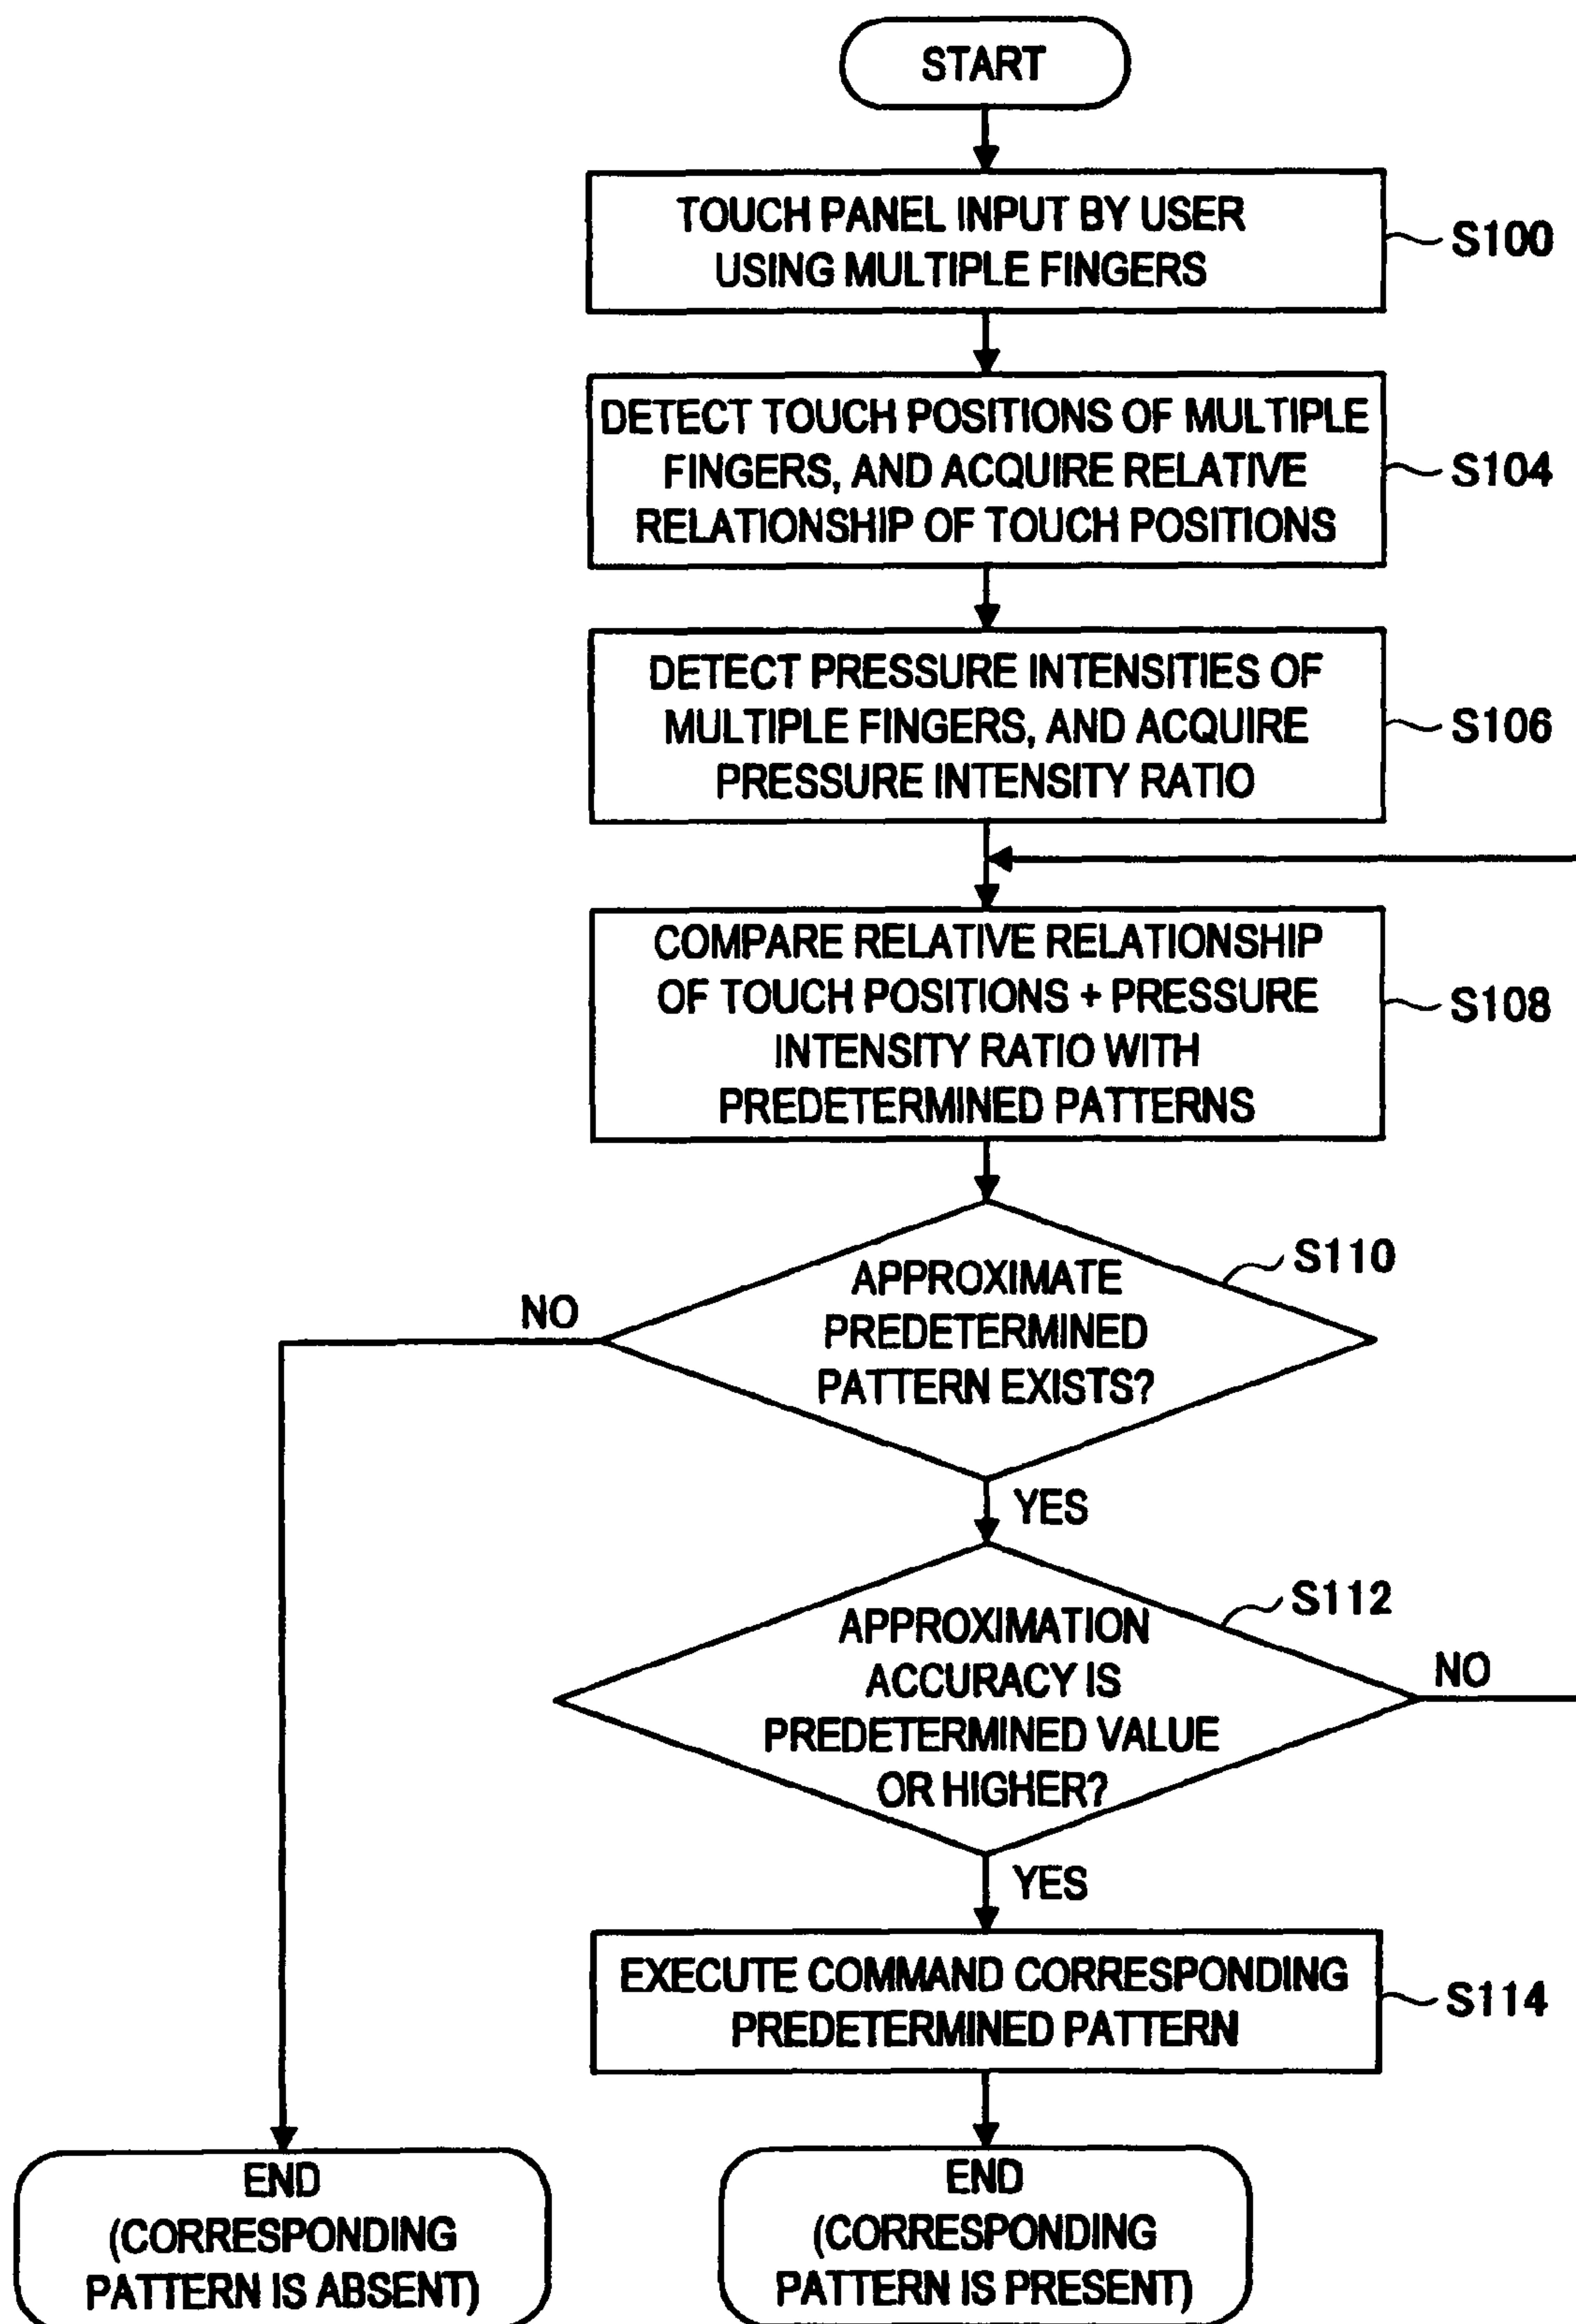 START
TOUCH PANEL INPUT BY USER
USING MULTIPLE FINGERS
S100
DETECT TOUCH POSITIONS OF MULTIPLE
FINGERS, AND ACQUIRE RELATIVE
RELATIONSHIP OF TOUCH POSITIONS
S104
DETECT PRESSURE INTENSITIES OF
MULTIPLE FINGERS, AND ACQUIRE
PRESSURE INTENSITY RATIO
S106
COMPARE RELATIVE RELATIONSHIP
OF TOUCH POSITIONS + PRESSURE
INTENSITY RATIO WITH
PREDETERMINED PATTERNS
S108
APPROXIMATE
PREDETERMINED
PATTERN EXISTS?
S110
NO
YES
APPROXIMATION
ACCURACY IS
PREDETERMINED VALUE
OR HIGHER?
S112
NO
YES
EXECUTE COMMAND CORRESPONDING
PREDETERMINED PATTERN
S114
END
(CORRESPONDING
PATTERN IS ABSENT)
END
(CORRESPONDING
PATTERN IS PRESENT)